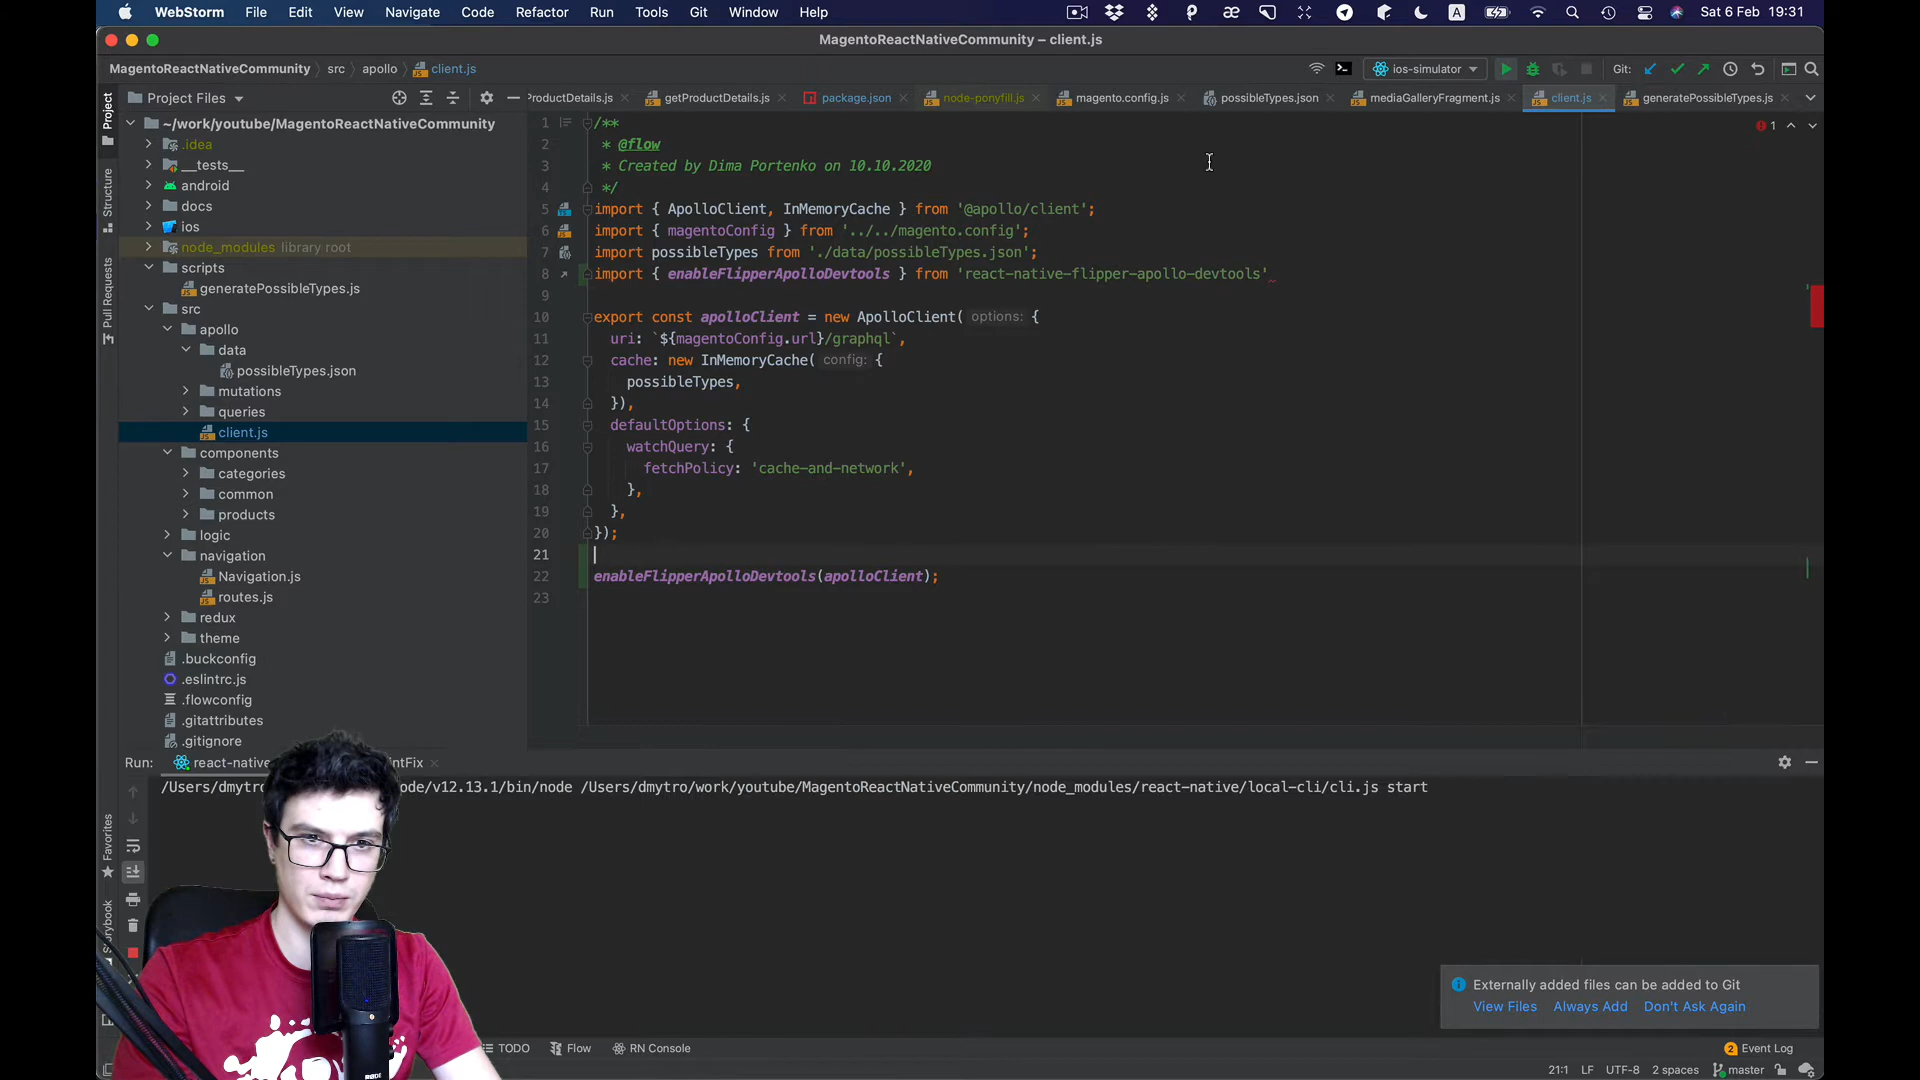 WebStorm File Edit View Navigate Code Refactor Run Tools Git Window Help A Sat 6 Feb 19:31
MagentoReactNativeCommunity – client.js
MagentoReactNativeCommunity src apollo client.js ios-simulator Git:
Project Files ProductDetails.js getProductDetails.js package.json node-ponyfill.js magento.config.js possibleTypes.json mediaGalleryFragment.js client.js generatePossibleTypes.js
Project
Structure
Pull Requests
Favorites
Storybook
~/work/youtube/MagentoReactNativeCommunity
.idea
__tests__
android
docs
ios
node_modules library root
scripts
generatePossibleTypes.js
src
apollo
data
possibleTypes.json
mutations
queries
client.js
components
categories
common
products
logic
navigation
Navigation.js
routes.js
redux
theme
.buckconfig
.eslintrc.js
.flowconfig
.gitattributes
.gitignore
1 /**
2 * @flow
3 * Created by Dima Portenko on 10.10.2020
4 */
5 import { ApolloClient, InMemoryCache } from '@apollo/client';
6 import { magentoConfig } from '../../magento.config';
7 import possibleTypes from './data/possibleTypes.json';
8 import { enableFlipperApolloDevtools } from 'react-native-flipper-apollo-devtools'
9
10 export const apolloClient = new ApolloClient( options: {
11 uri: `${magentoConfig.url}/graphql`,
12 cache: new InMemoryCache( config: {
13 possibleTypes,
14 }),
15 defaultOptions: {
16 watchQuery: {
17 fetchPolicy: 'cache-and-network',
18 },
19 },
20 });
21
22 enableFlipperApolloDevtools(apolloClient);
23
1
Run: react-native ntFix
/Users/dmytro ode/v12.13.1/bin/node /Users/dmytro/work/youtube/MagentoReactNativeCommunity/node_modules/react-native/local-cli/cli.js start
Externally added files can be added to Git
View Files Always Add Don't Ask Again
TODO Flow RN Console 2 Event Log
21:1 LF UTF-8 2 spaces master
RØDE